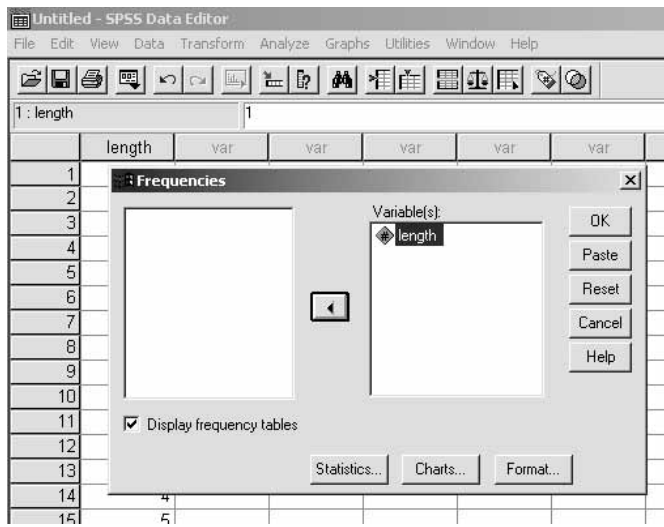 Untitled - SPSS Data Editor
File Edit View Data Transform Analyze Graphs Utilities Window Help
1 : length 1
length var var var var var
1
Frequencies
2
Variable(s):
3
length
OK
4
Paste
5
Reset
6
7
Cancel
8
Help
9
10
11
Display frequency tables
12
13
Statistics... Charts... Format...
14 4
15 5